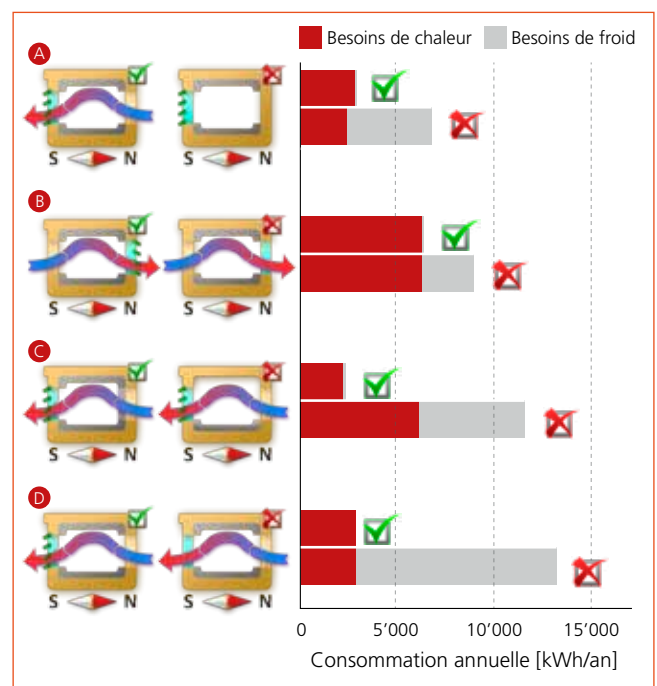 Besoins de chaleur Besoins de froid
A
S N S N
B
S N S N
C
S N S N
D
S N S N
0 5'000 10'000 15'000
Consommation annuelle [kWh/an]